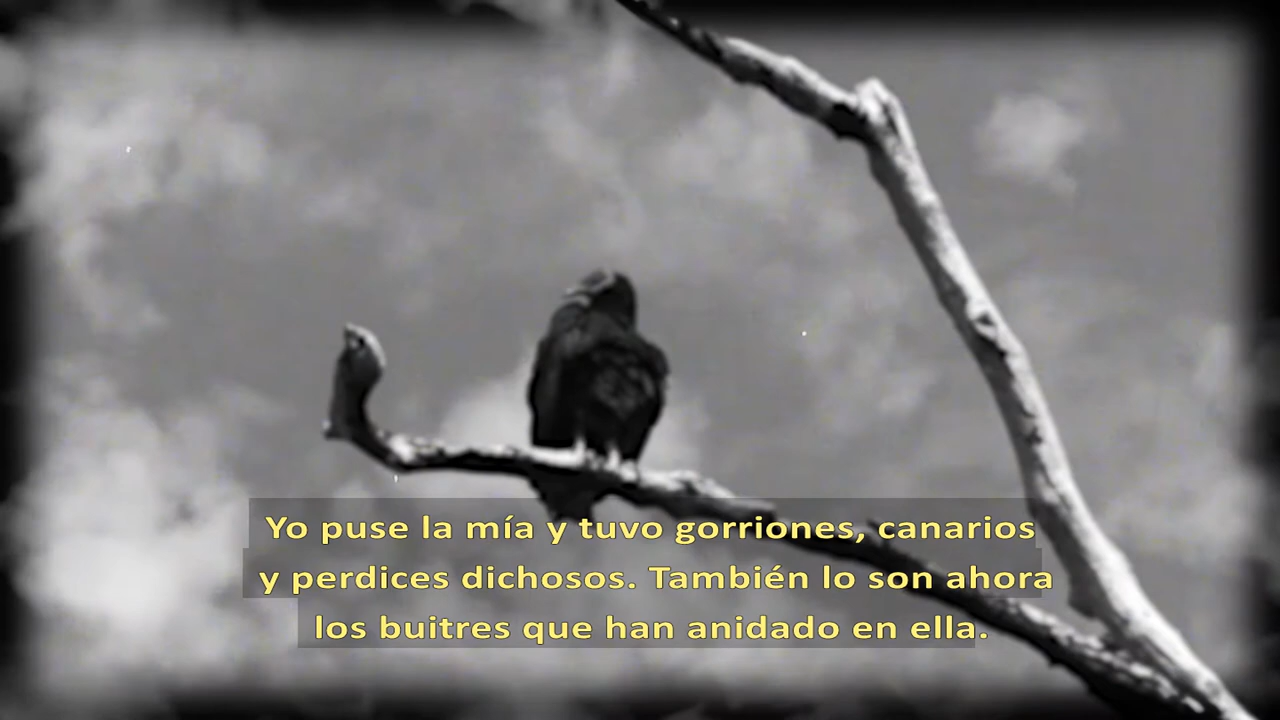 Yo puse la mía y tuvo gorriones, canarios
y perdices dichosos. También lo son ahora
los buitres que han anidado en ella.